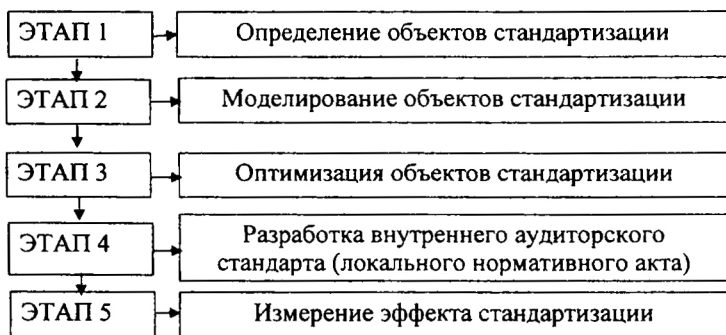 ЭТАП 1
Определение объектов стандартизации
ЭТАП 2
Моделирование объектов стандартизации
ЭТАП 3
Оптимизация объектов стандартизации
ЭТАП 4
Разработка внутреннего аудиторского
стандарта (локального нормативного акта)
ЭТАП 5
Измерение эффекта стандартизации